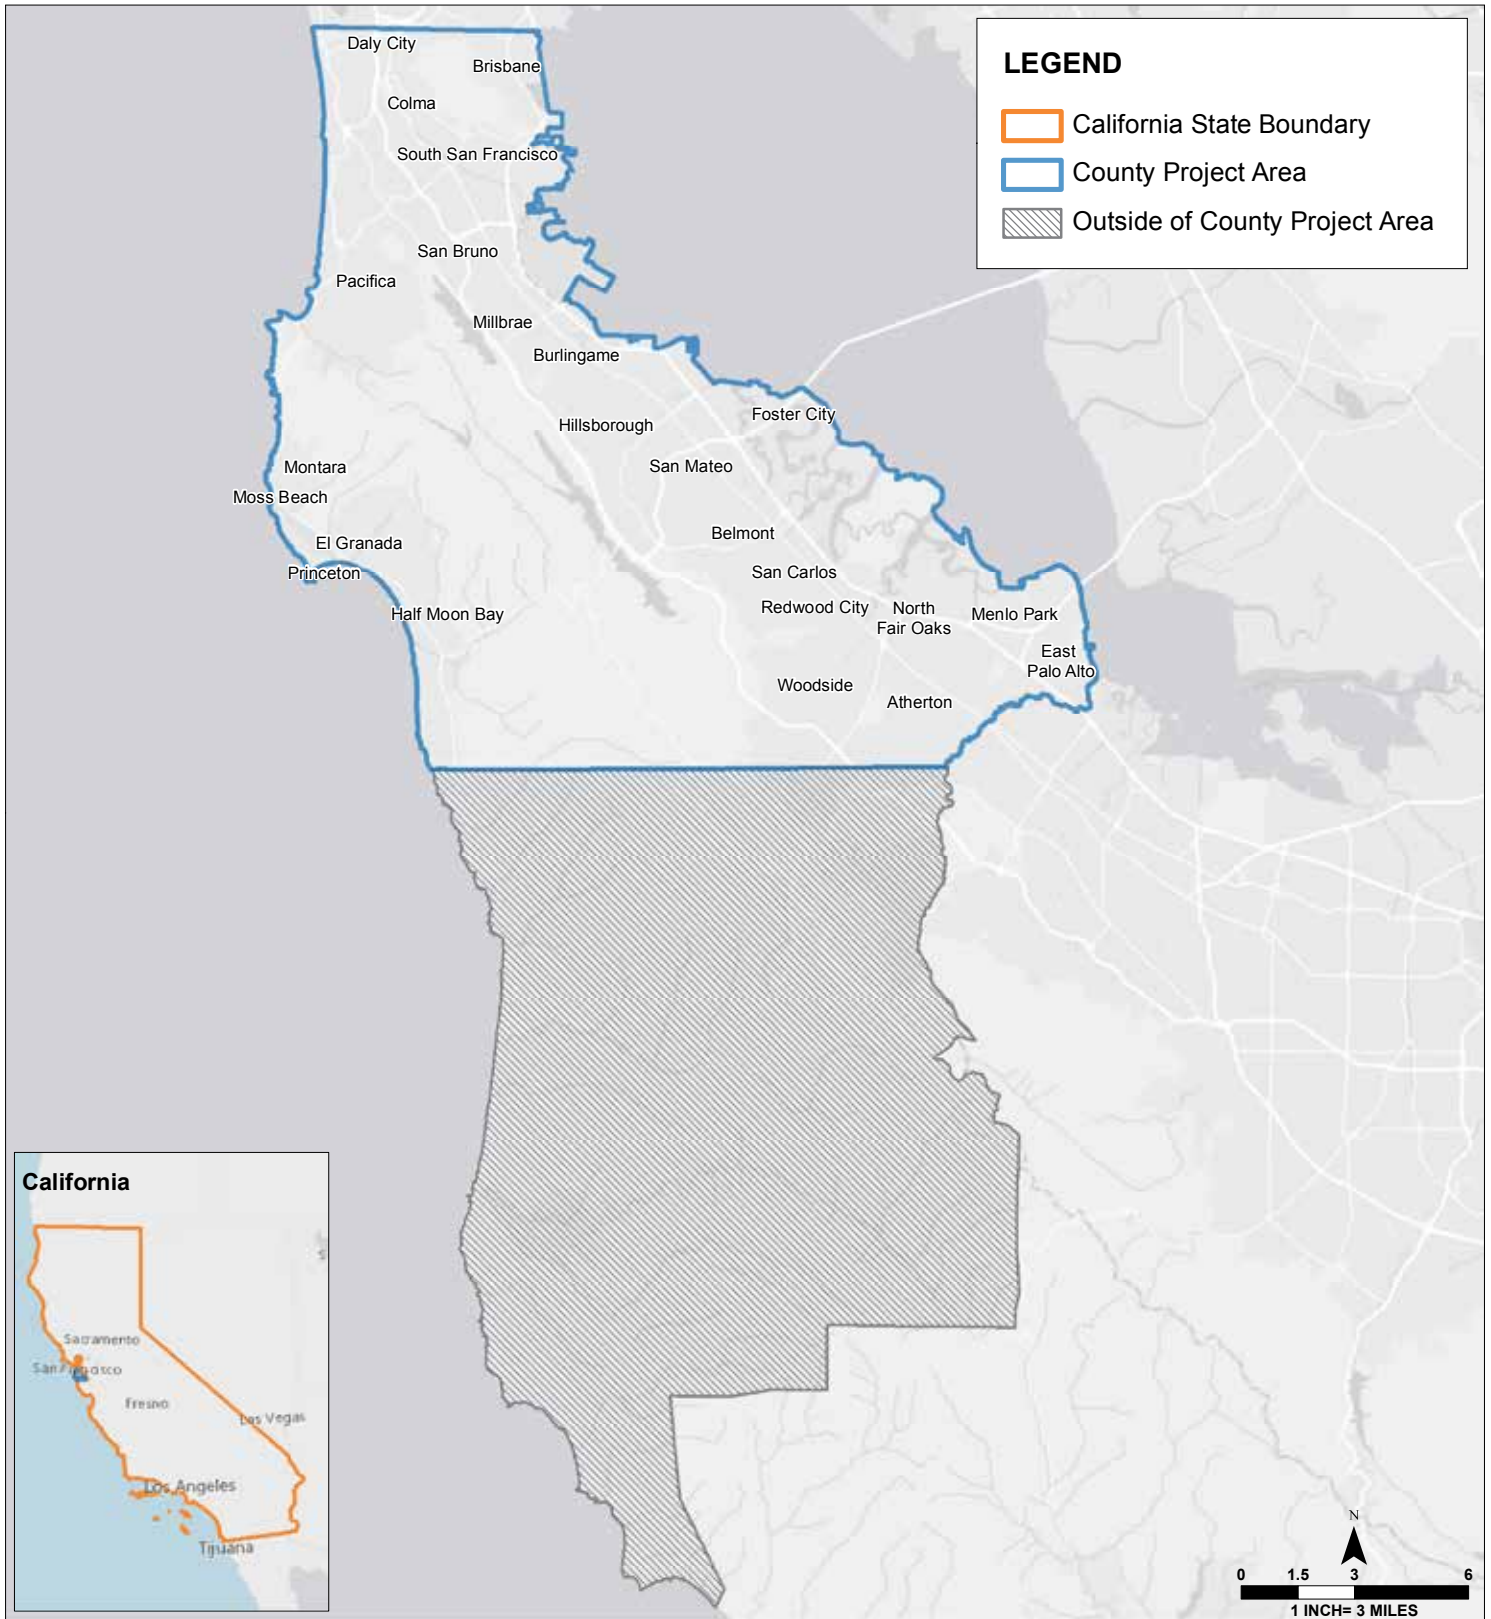 Daly City
Brisbane
Colma
South San Francisco
San Bruno
Pacifica
Millbrae
Burlingame
Hillsborough
Foster City
San Mateo
Montara
Moss Beach
El Granada
Princeton
Half Moon Bay
Belmont
San Carlos
Redwood City
North
Fair Oaks
Menlo Park
East
Palo Alto
Woodside
Atherton
LEGEND
California State Boundary
County Project Area
Outside of County Project Area
California
Sacramento
San Francisco
Fresno
Las Vegas
Los Angeles
Tijuana
N
0 1.5 3 6
1 INCH= 3 MILES